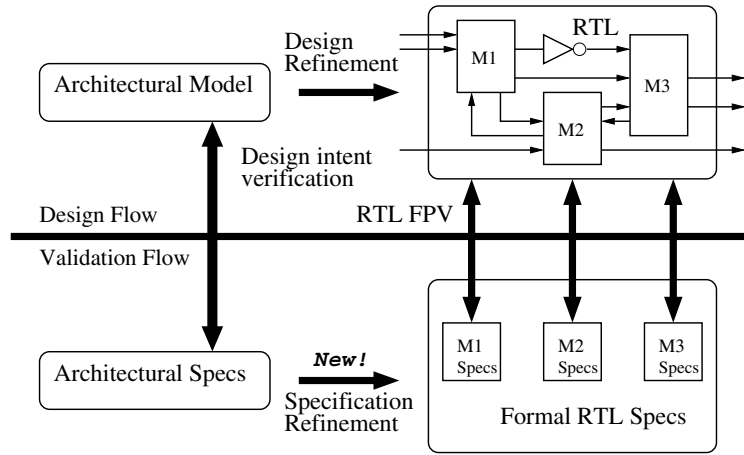 Design
Refinement
RTL
M1
M3
M2
Architectural Model
Design intent
verification
Design Flow
RTL FPV
Validation Flow
Architectural Specs
New!
Specification
Refinement
M1
Specs
M2
Specs
M3
Specs
Formal RTL Specs